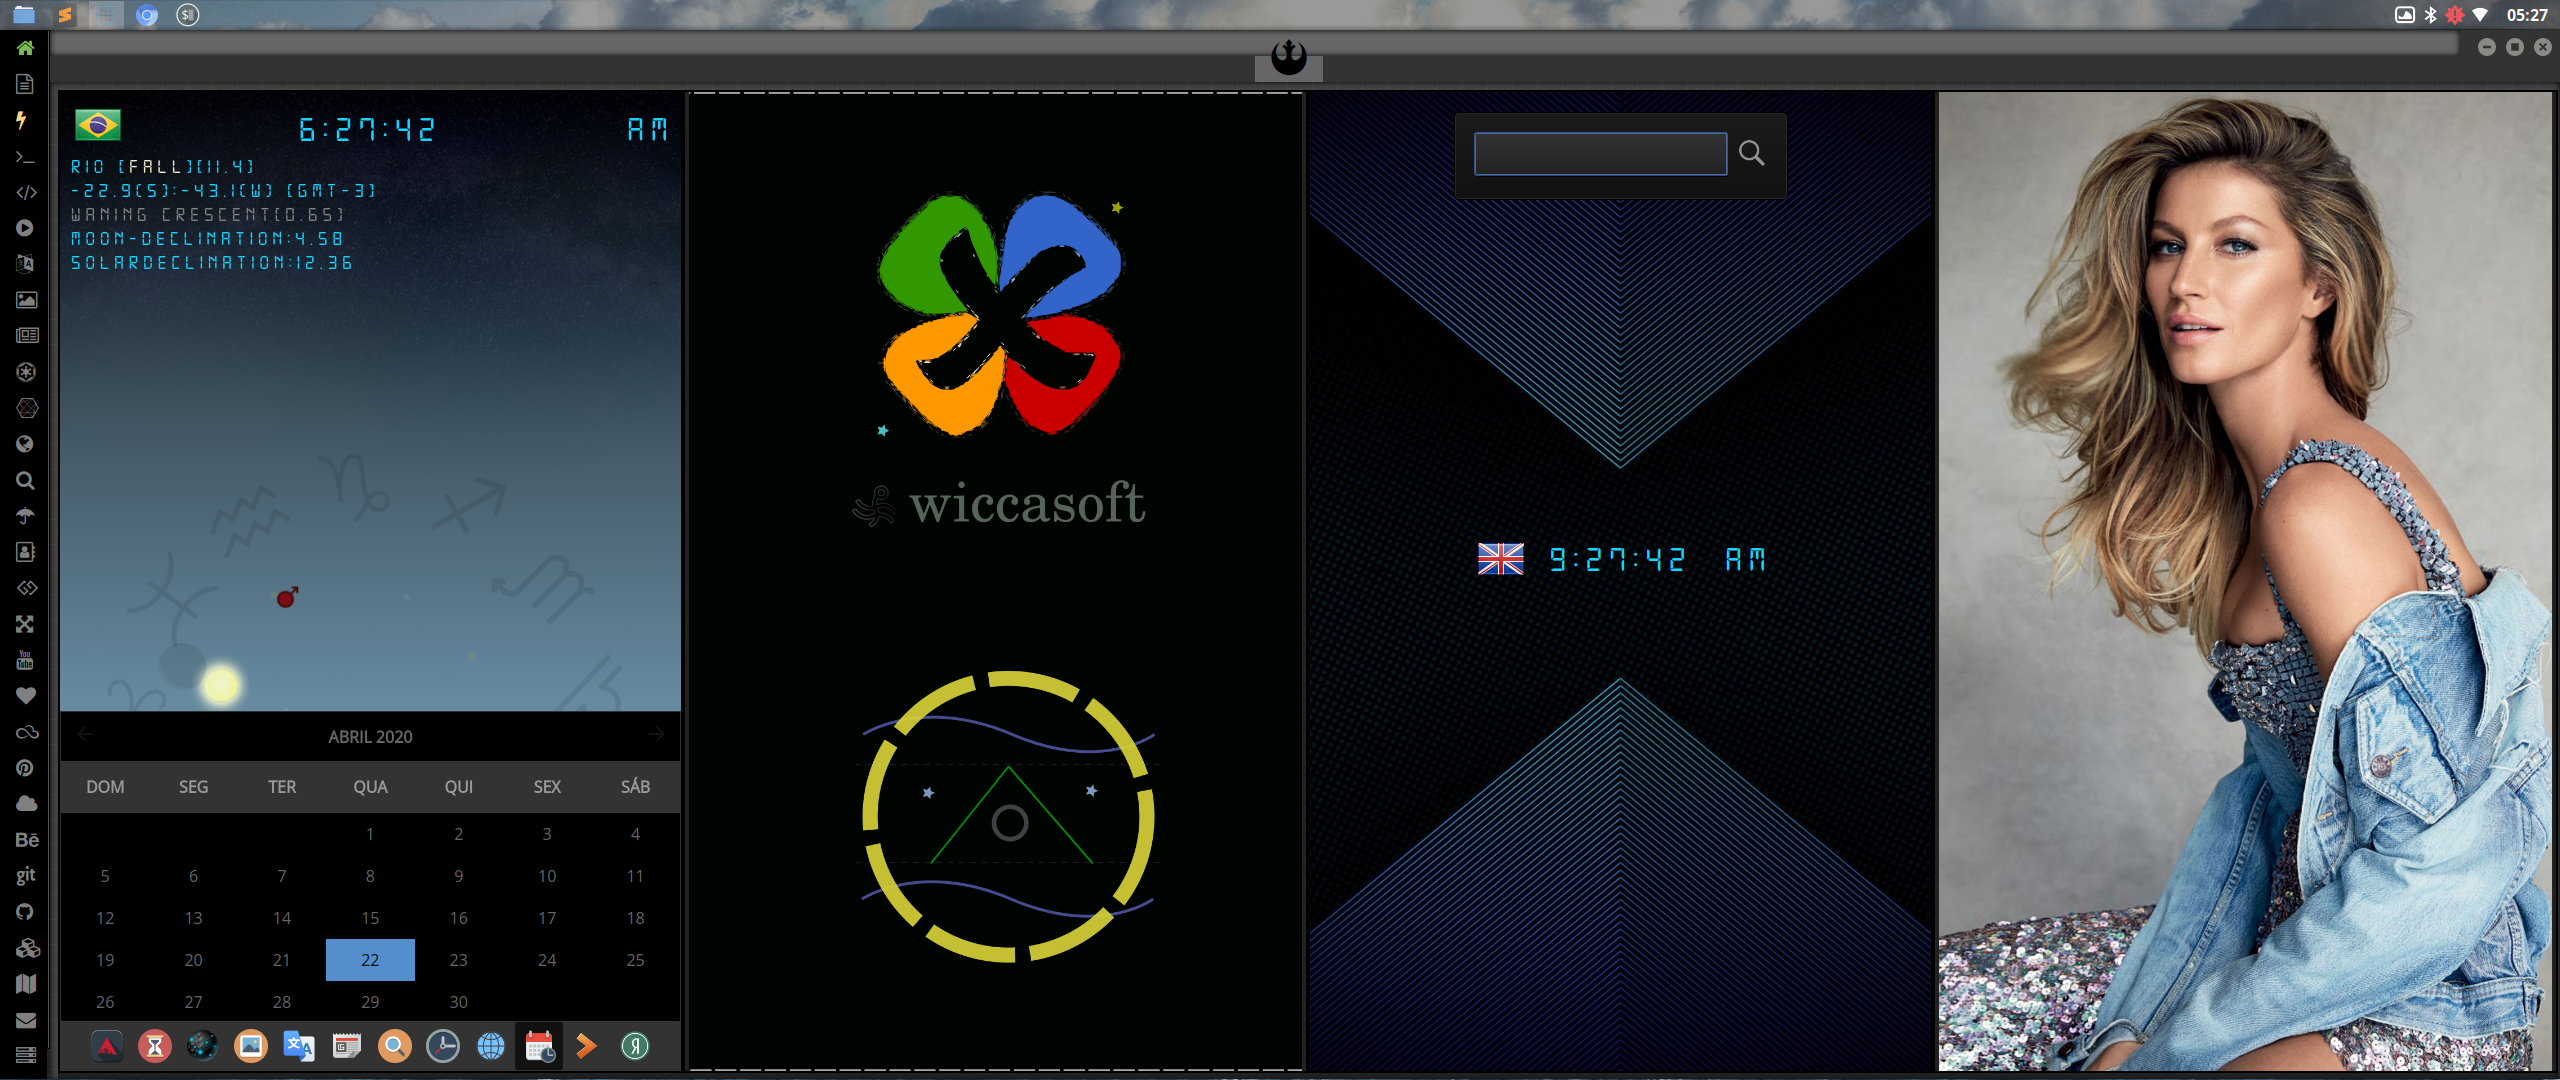 05:27
6:27:42 AM
RIO [FALL][11.4]
-22.9(S):-43.1(W) [GMT-3]
WANING CRESCENT[0.65]
MOON-DECLINATION:4.58
SOLARDECLINATION:12.36
ABRIL 2020
DOM SEG TER QUA QUI SEX SÁB
1 2 3 4
5 6 7 8 9 10 11
12 13 14 15 16 17 18
19 20 21 22 23 24 25
26 27 28 29 30
wiccasoft
9:27:42 AM
You
Tube
Bē
git